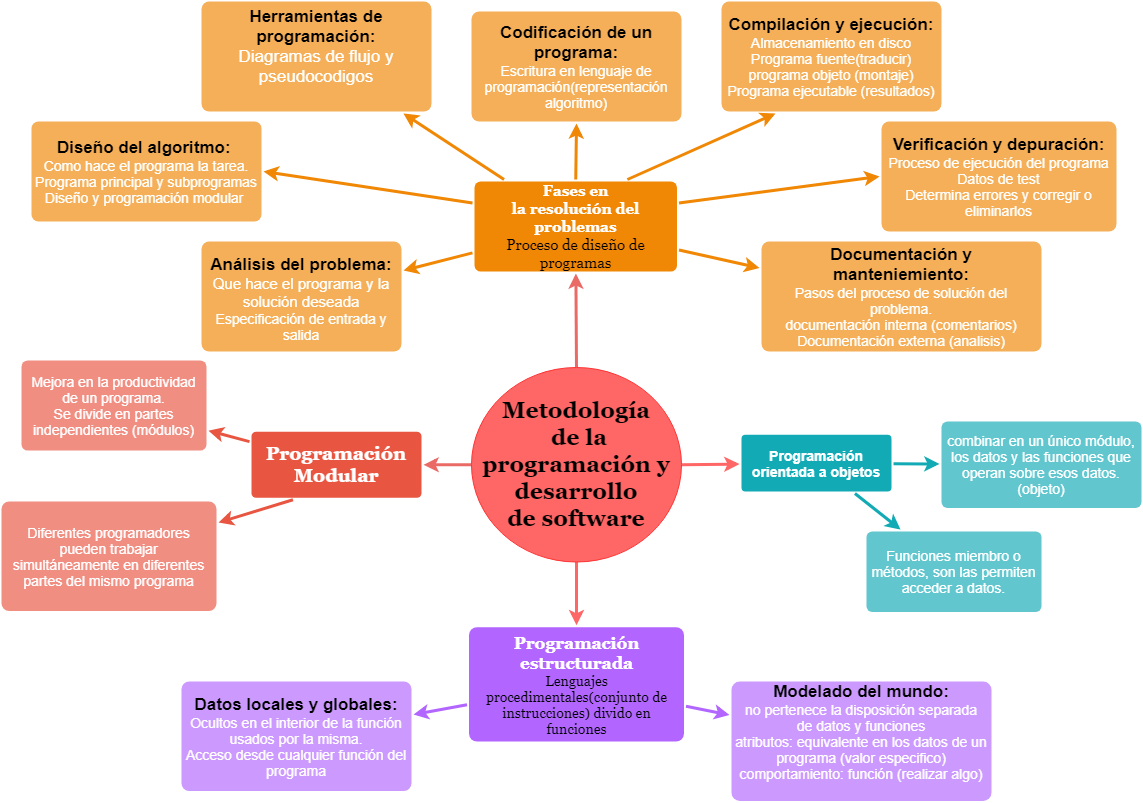 Herramientas de
programación:
Diagramas de flujo y
pseudocodigos
Codificación de un
programa:
Escritura en lenguaje de
programación(representación
algoritmo)
Compilación y ejecución:
Almacenamiento en disco
Programa fuente(traducir)
programa objeto (montaje)
Programa ejecutable (resultados)
Diseño del algoritmo:
Como hace el programa la tarea.
Programa principal y subprogramas
Diseño y programación modular
Fases en
la resolución del
problemas
Proceso de diseño de
programas
Verificación y depuración:
Proceso de ejecución del programa
Datos de test
Determina errores y corregir o
eliminarlos
Análisis del problema:
Que hace el programa y la
solución deseada
Especificación de entrada y
salida
Documentación y
manteniemiento:
Pasos del proceso de solución del
problema.
documentación interna (comentarios)
Documentación externa (analisis)
Mejora en la productividad
de un programa.
Se divide en partes
independientes (módulos)
Programación
Modular
Diferentes programadores
pueden trabajar
simultáneamente en diferentes
partes del mismo programa
Metodología
de la
programación y
desarrollo
de software
Programación
orientada a objetos
combinar en un único módulo,
los datos y las funciones que
operan sobre esos datos.
(objeto)
Funciones miembro o
métodos, son las permiten
acceder a datos.
Programación
estructurada
Lenguajes
procedimentales(conjunto de
instrucciones) divido en
funciones
Datos locales y globales:
Ocultos en el interior de la función
usados por la misma.
Acceso desde cualquier función del
programa
Modelado del mundo:
no pertenece la disposición separada
de datos y funciones
atributos: equivalente en los datos de un
programa (valor especifico)
comportamiento: función (realizar algo)